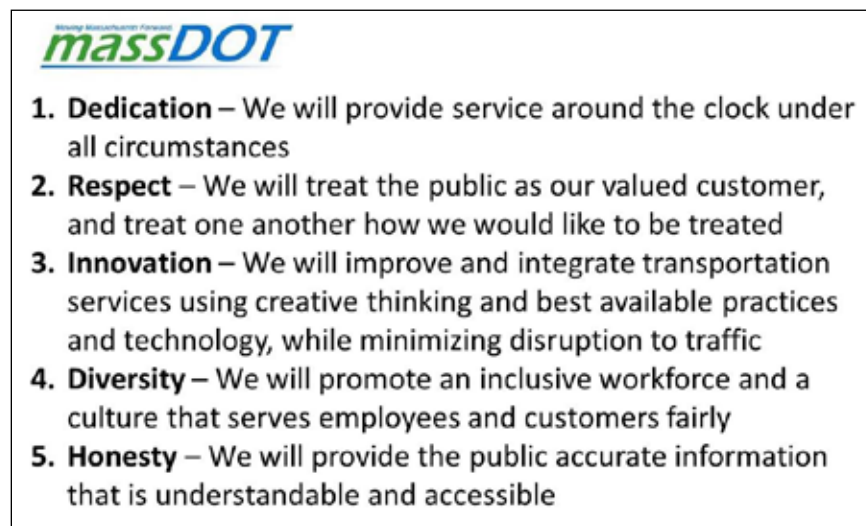 Moving Massachusetts Forward.
massDOT
1. Dedication – We will provide service around the clock under
all circumstances
2. Respect – We will treat the public as our valued customer,
and treat one another how we would like to be treated
3. Innovation – We will improve and integrate transportation
services using creative thinking and best available practices
and technology, while minimizing disruption to traffic
4. Diversity – We will promote an inclusive workforce and a
culture that serves employees and customers fairly
5. Honesty – We will provide the public accurate information
that is understandable and accessible